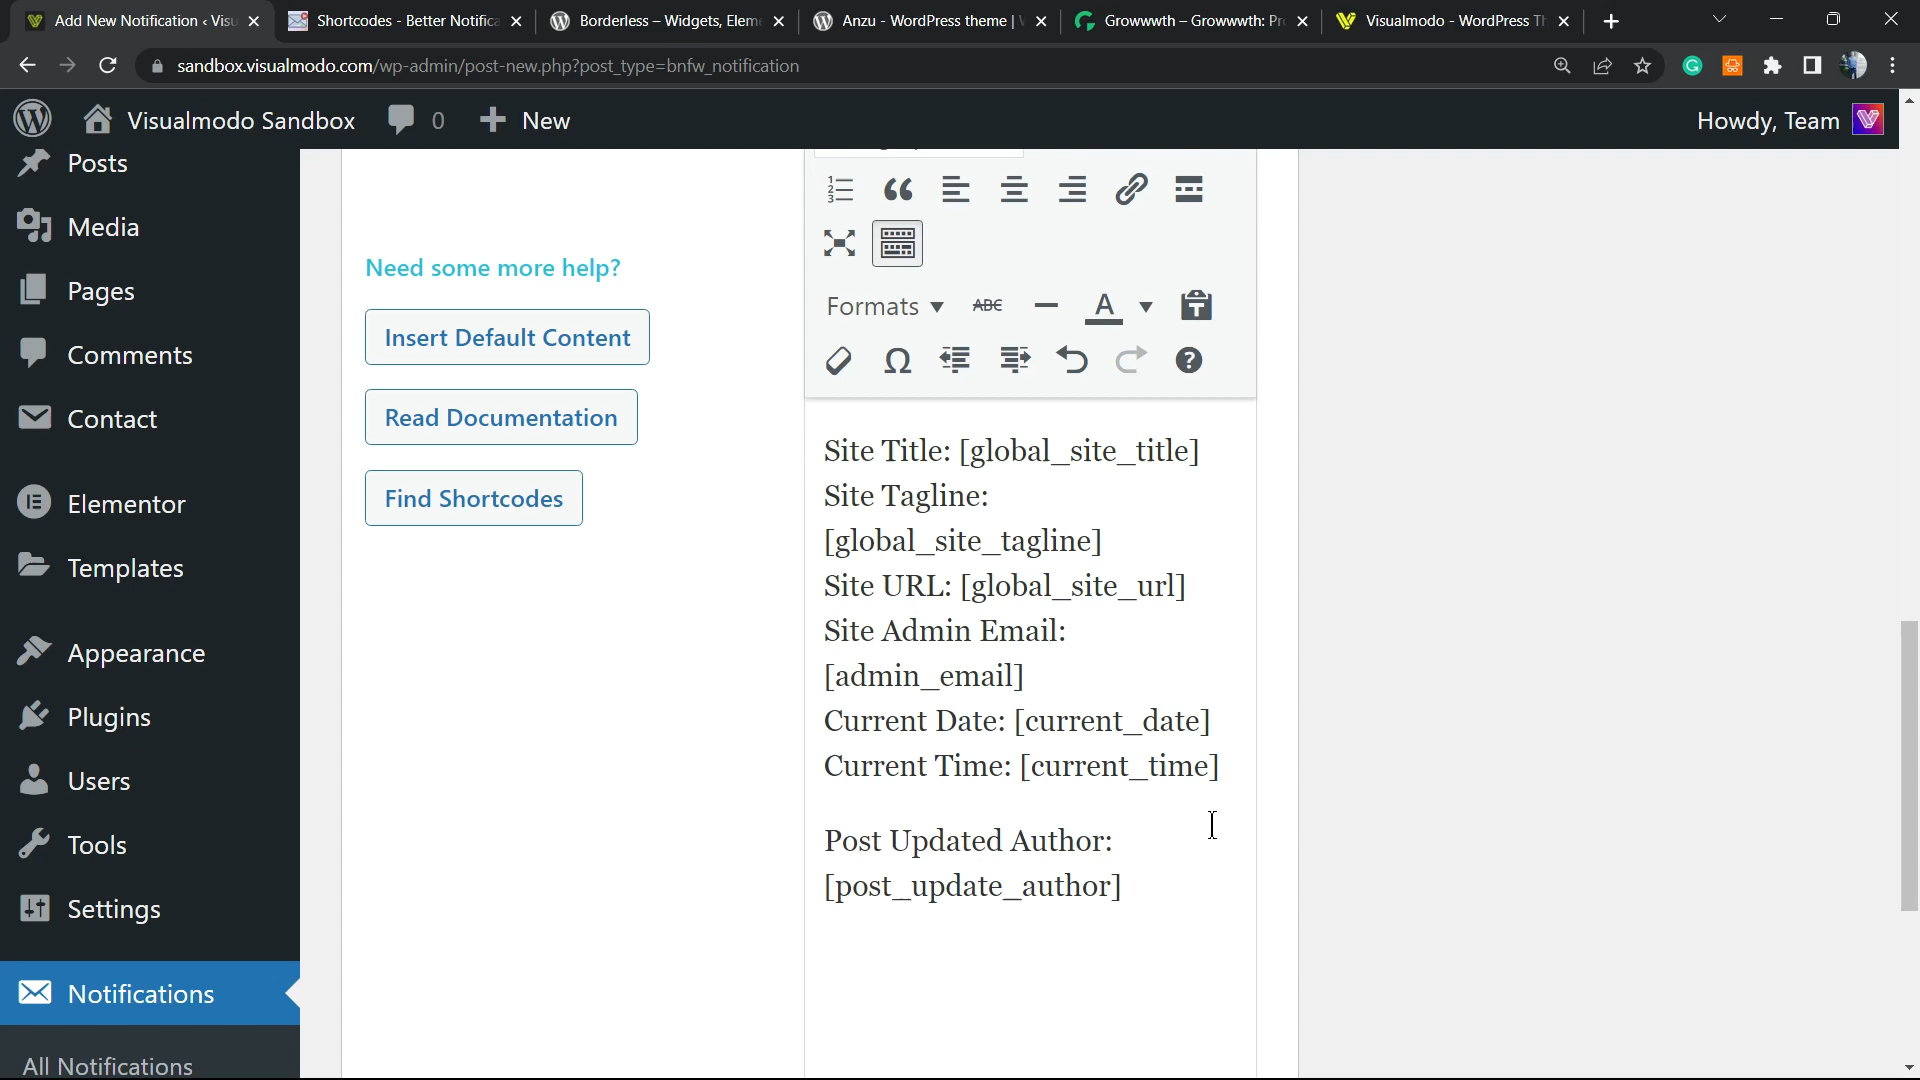 Add New Notification ‹ Visu
Shortcodes - Better Notifica
Borderless – Widgets, Elem
Anzu - WordPress theme |
Growwwth – Growwwth: Pr
Visualmodo - WordPress Th
sandbox.visualmodo.com/wp-admin/post-new.php?post_type=bnfw_notification
Visualmodo Sandbox
0
New
Howdy, Team
Posts
Media
Pages
Comments
Contact
Elementor
Templates
Appearance
Plugins
Users
Tools
Settings
Notifications
All Notifications
Need some more help?
Insert Default Content
Read Documentation
Find Shortcodes
Formats
ABC
A
Site Title: [global_site_title]
Site Tagline:
[global_site_tagline]
Site URL: [global_site_url]
Site Admin Email:
[admin_email]
Current Date: [current_date]
Current Time: [current_time]
Post Updated Author:
[post_update_author]